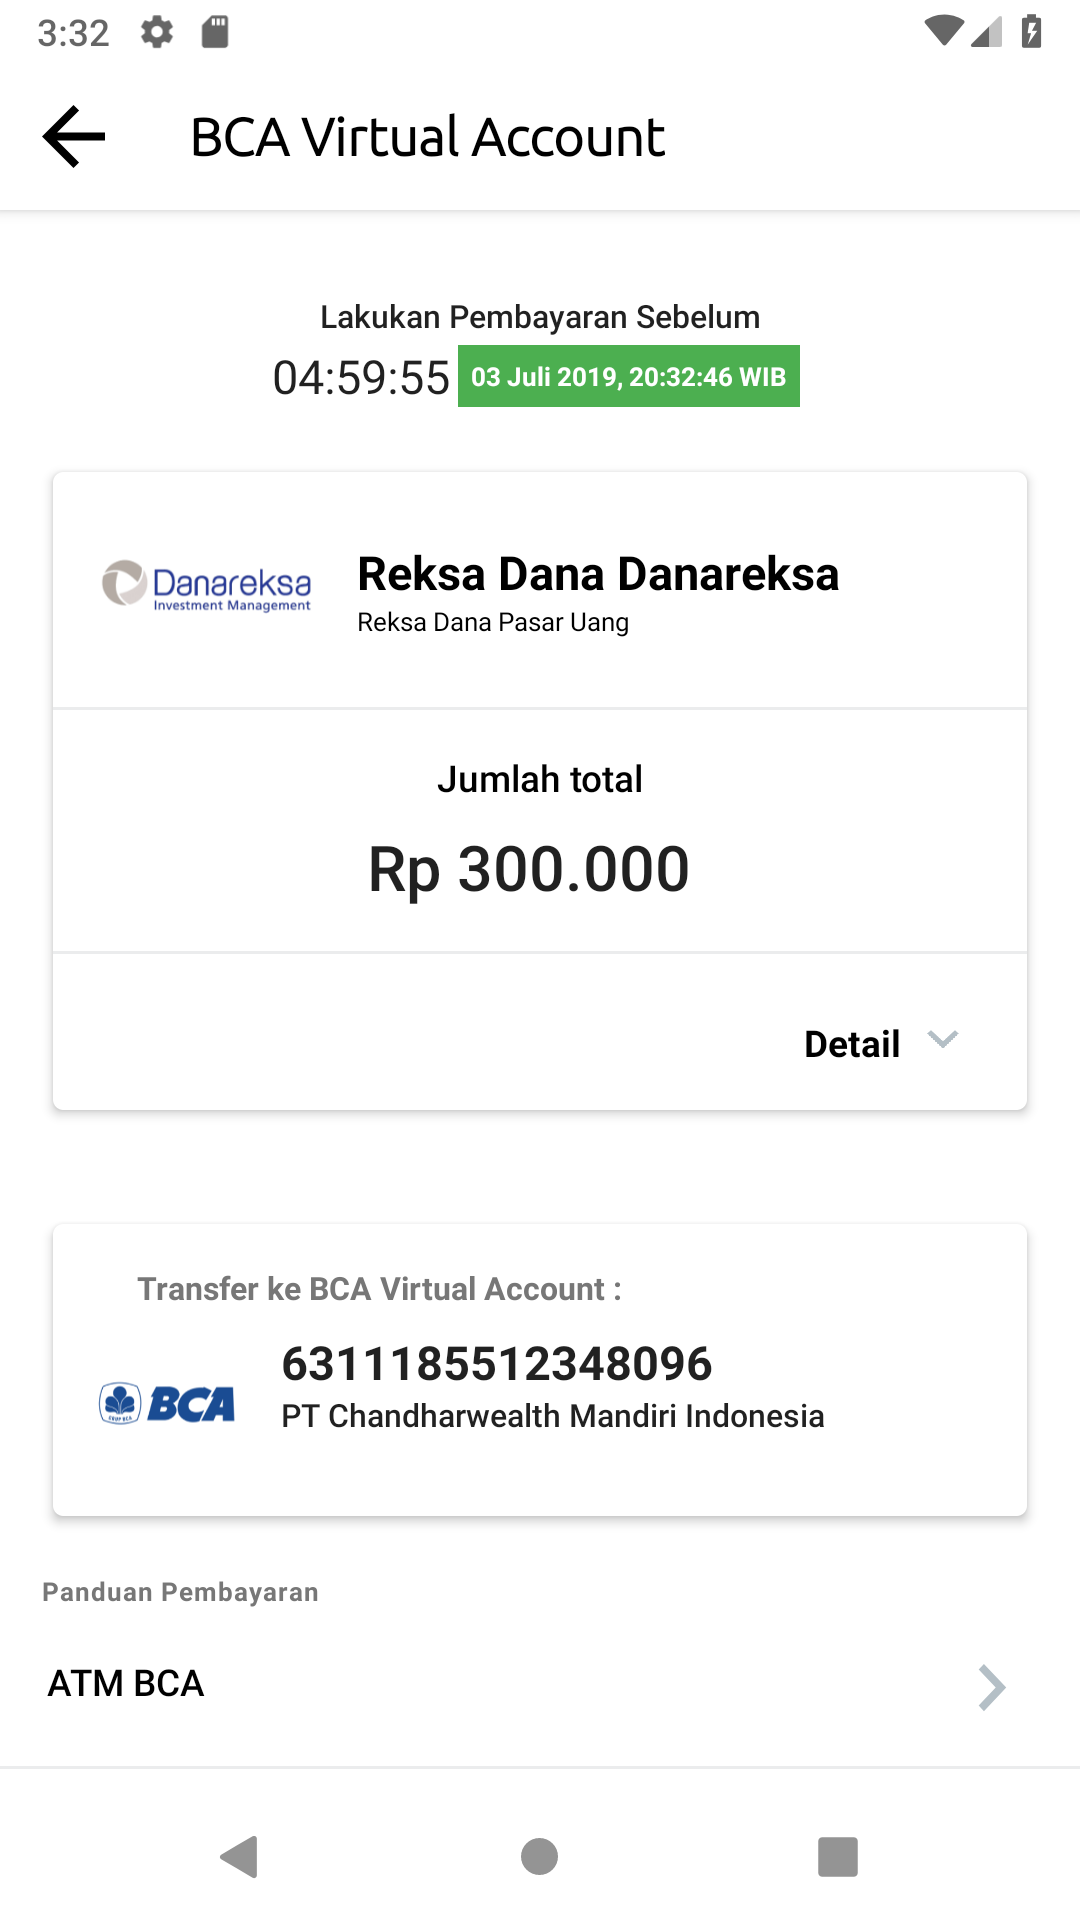 3:32
BCA Virtual Account
Lakukan Pembayaran Sebelum
04:59:55 03 Juli 2019, 20:32:46 WIB
Danareksa
Investment Management
Reksa Dana Danareksa
Reksa Dana Pasar Uang
Jumlah total
Rp 300.000
Detail
Transfer ke BCA Virtual Account :
BCA
6311185512348096
PT Chandharwealth Mandiri Indonesia
Panduan Pembayaran
ATM BCA